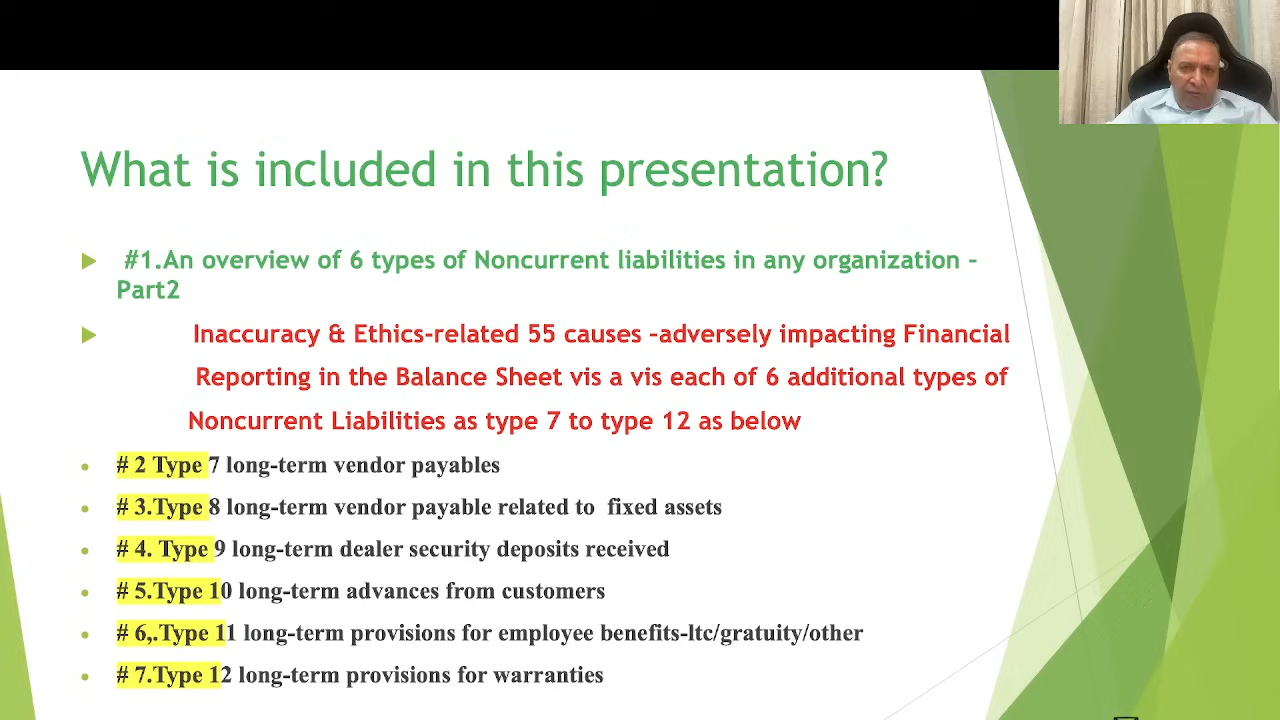 What is included in this presentation?
#1.An overview of 6 types of Noncurrent liabilities in any organization –
Part2
Inaccuracy & Ethics-related 55 causes –adversely impacting Financial
Reporting in the Balance Sheet vis a vis each of 6 additional types of
Noncurrent Liabilities as type 7 to type 12 as below
# 2 Type 7 long-term vendor payables
# 3.Type 8 long-term vendor payable related to fixed assets
# 4. Type 9 long-term dealer security deposits received
# 5.Type 10 long-term advances from customers
# 6,.Type 11 long-term provisions for employee benefits-ltc/gratuity/other
# 7.Type 12 long-term provisions for warranties